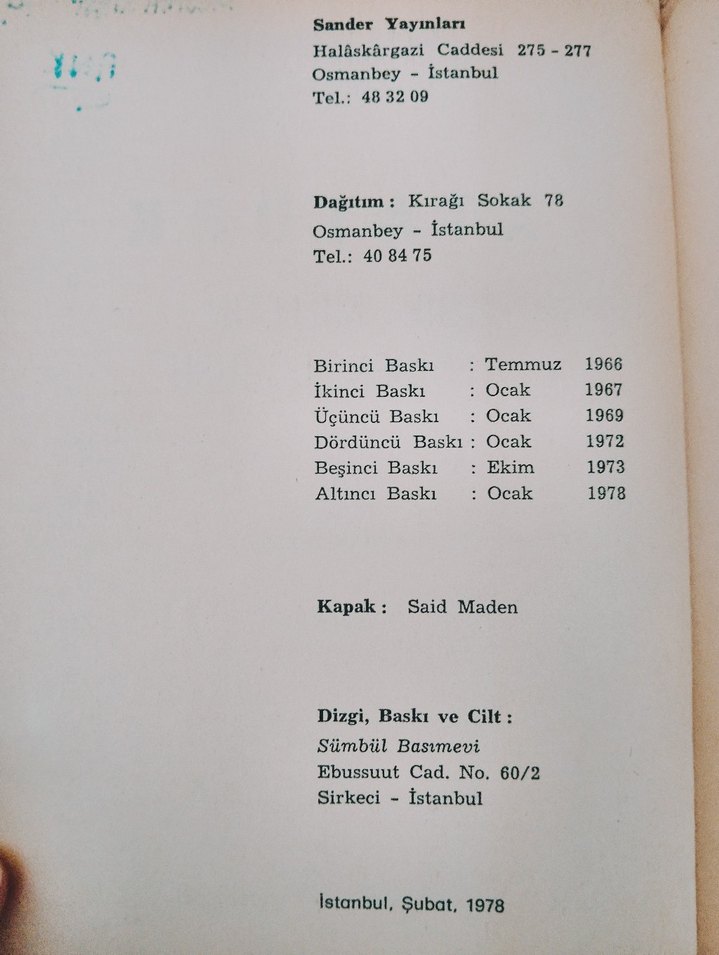 Sander Yayınları
Halâskârgazi Caddesi 275 - 277
Osmanbey - İstanbul
Tel.: 48 32 09
Dağıtım : Kırağı Sokak 78
Osmanbey - İstanbul
Tel.: 40 84 75
Birinci Baskı : Temmuz 1966
İkinci Baskı : Ocak 1967
Üçüncü Baskı : Ocak 1969
Dördüncü Baskı : Ocak 1972
Beşinci Baskı : Ekim 1973
Altıncı Baskı : Ocak 1978
Kapak : Said Maden
Dizgi, Baskı ve Cilt :
Sümbül Basımevi
Ebussuut Cad. No. 60/2
Sirkeci - İstanbul
İstanbul, Şubat, 1978